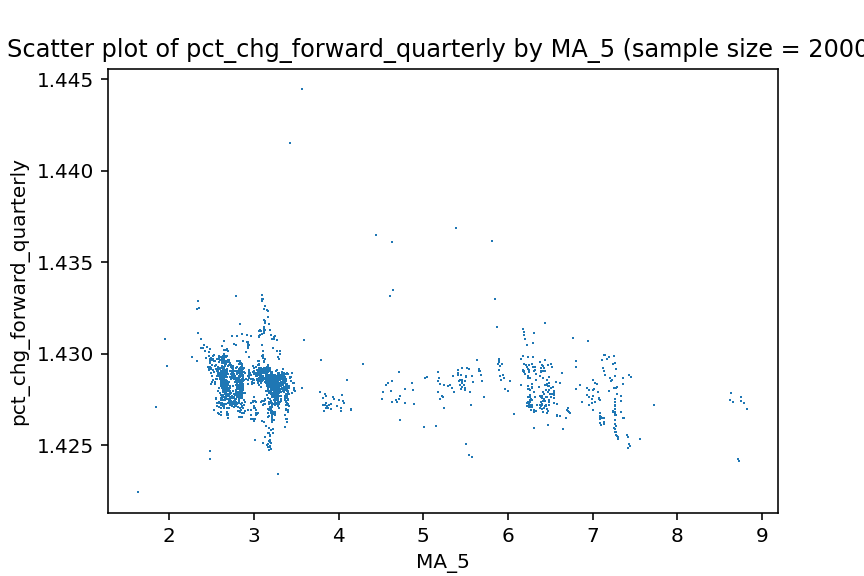 Scatter plot of pct_chg_forward_quarterly by MA_5 (sample size = 2000
1.445
1.440
1.435
1.430
1.425
pct_chg_forward_quarterly
2 3 4 5 6 7 8 9
MA_5